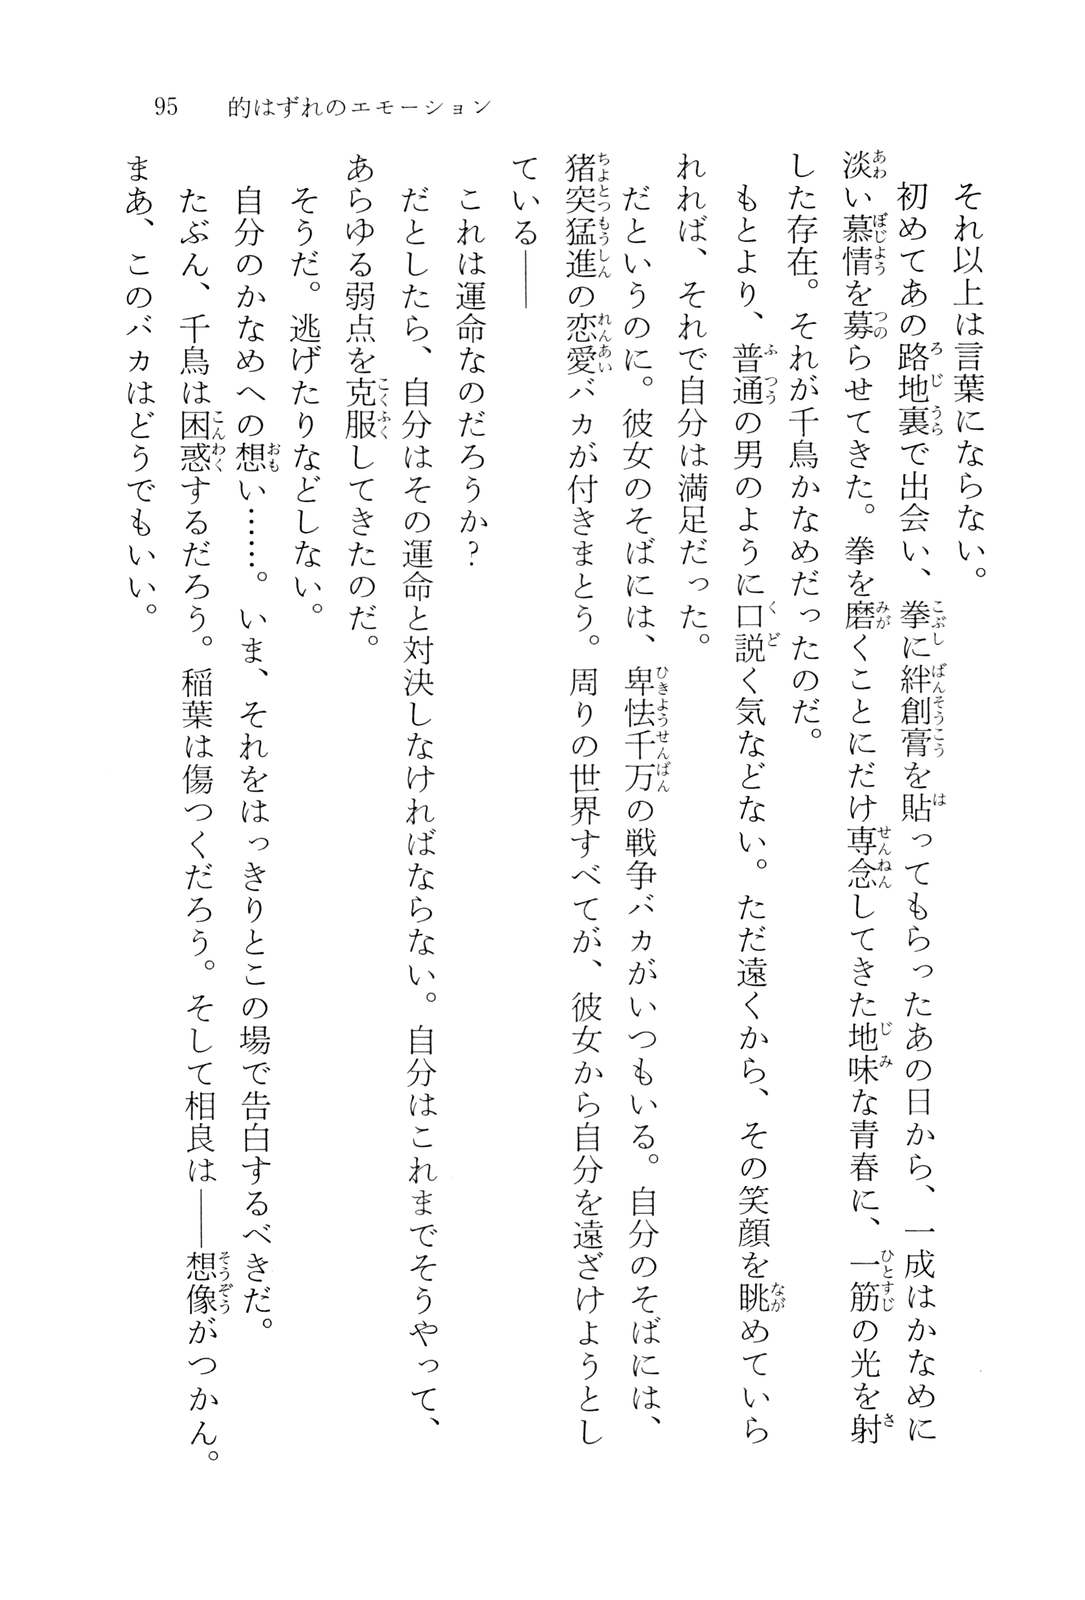 95　的はずれのエモーション
それ以上は言葉にならない。
初めてあの路地裏で出会い、拳に絆創膏を貼ってもらったあの日から、一成はかなめに
淡い慕情を募らせてきた。拳を磨くことにだけ専念してきた地味な青春に、一筋の光を射
した存在。それが千鳥かなめだったのだ。
もとより、普通の男のように口説く気などない。ただ遠くから、その笑顔を眺めていら
れれば、それで自分は満足だった。
だというのに。彼女のそばには、卑怯千万の戦争バカがいつもいる。自分のそばには、
猪突猛進の恋愛バカが付きまとう。周りの世界すべてが、彼女から自分を遠ざけようとし
ている――
これは運命なのだろうか?
だとしたら、自分はその運命と対決しなければならない。自分はこれまでそうやって、
あらゆる弱点を克服してきたのだ。
そうだ。逃げたりなどしない。
自分のかなめへの想い……。いま、それをはっきりとこの場で告白するべきだ。
たぶん、千鳥は困惑するだろう。稲葉は傷つくだろう。そして相良は――想像がつかん。
まあ、このバカはどうでもいい。